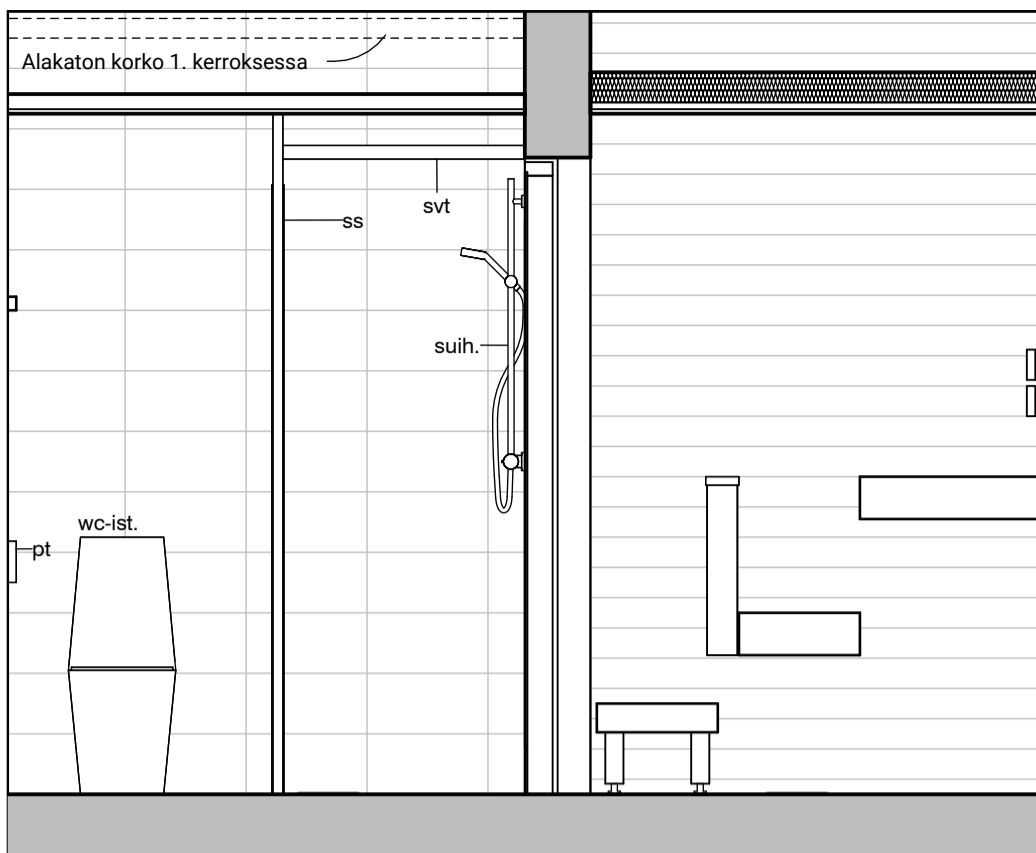 Alakaton korko 1. kerroksessa
svt
ss
suih.
wc-ist.
pt